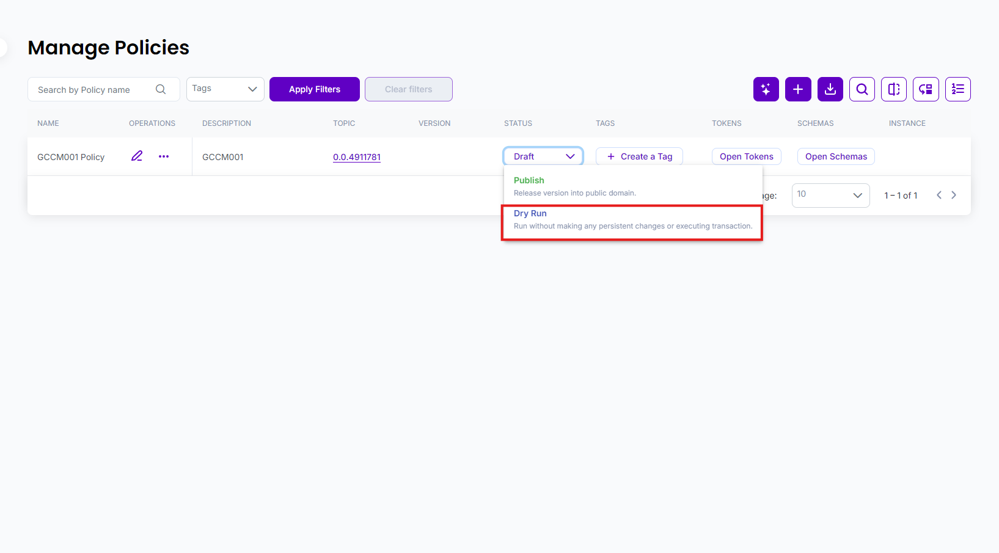 Manage Policies
Search by Policy name
Tags
Apply Filters
Clear filters
NAME OPERATIONS DESCRIPTION TOPIC VERSION STATUS TAGS TOKENS SCHEMAS INSTANCE
GCCM001 Policy GCCM001 0.0.4911781 Draft + Create a Tag Open Tokens Open Schemas
Publish
Release version into public domain.
age: 10 1 – 1 of 1
Dry Run
Run without making any persistent changes or executing transaction.